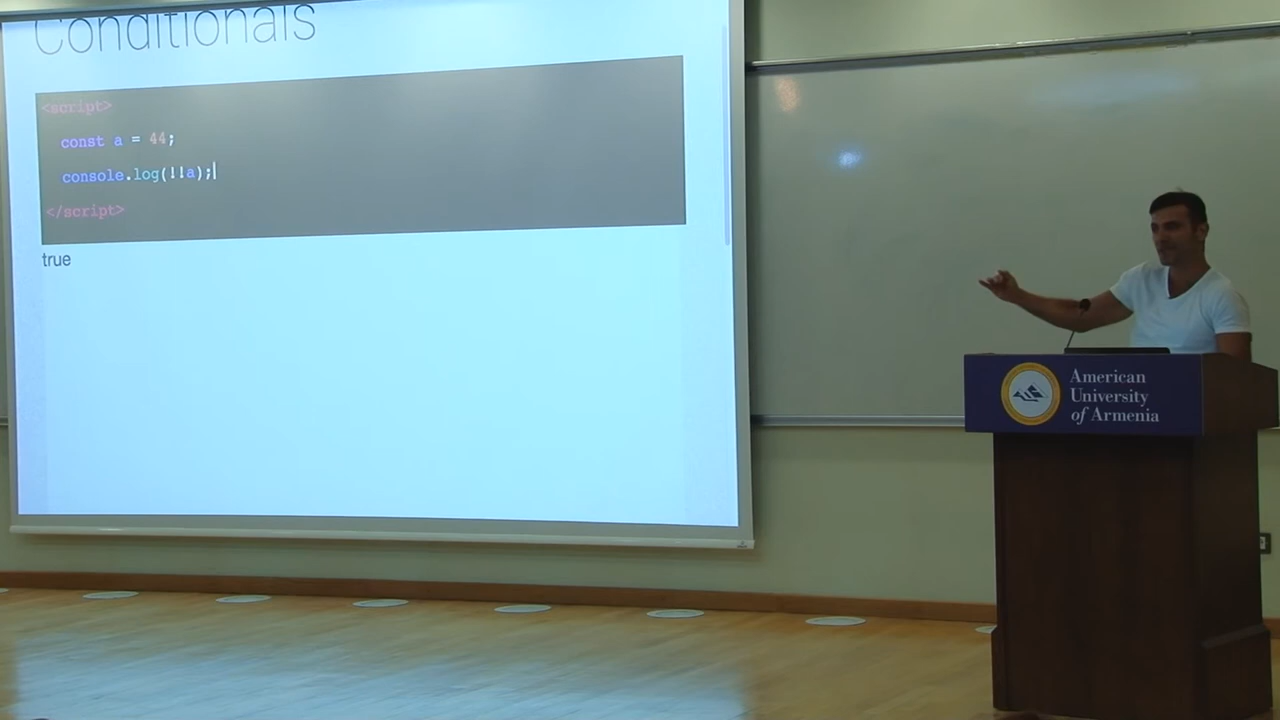 Conditionals
<script>
const a = 44;
console.log(!!a);
</script>
true
American
University
of Armenia